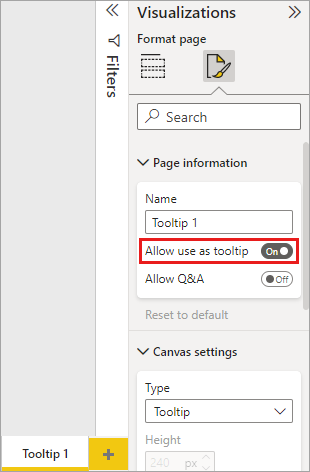 Visualizations
Filters
Format page
Search
Page information
Name
Tooltip 1
Allow use as tooltip On
Allow Q&A Off
Reset to default
Canvas settings
Type
Tooltip
Height
240 px
Tooltip 1